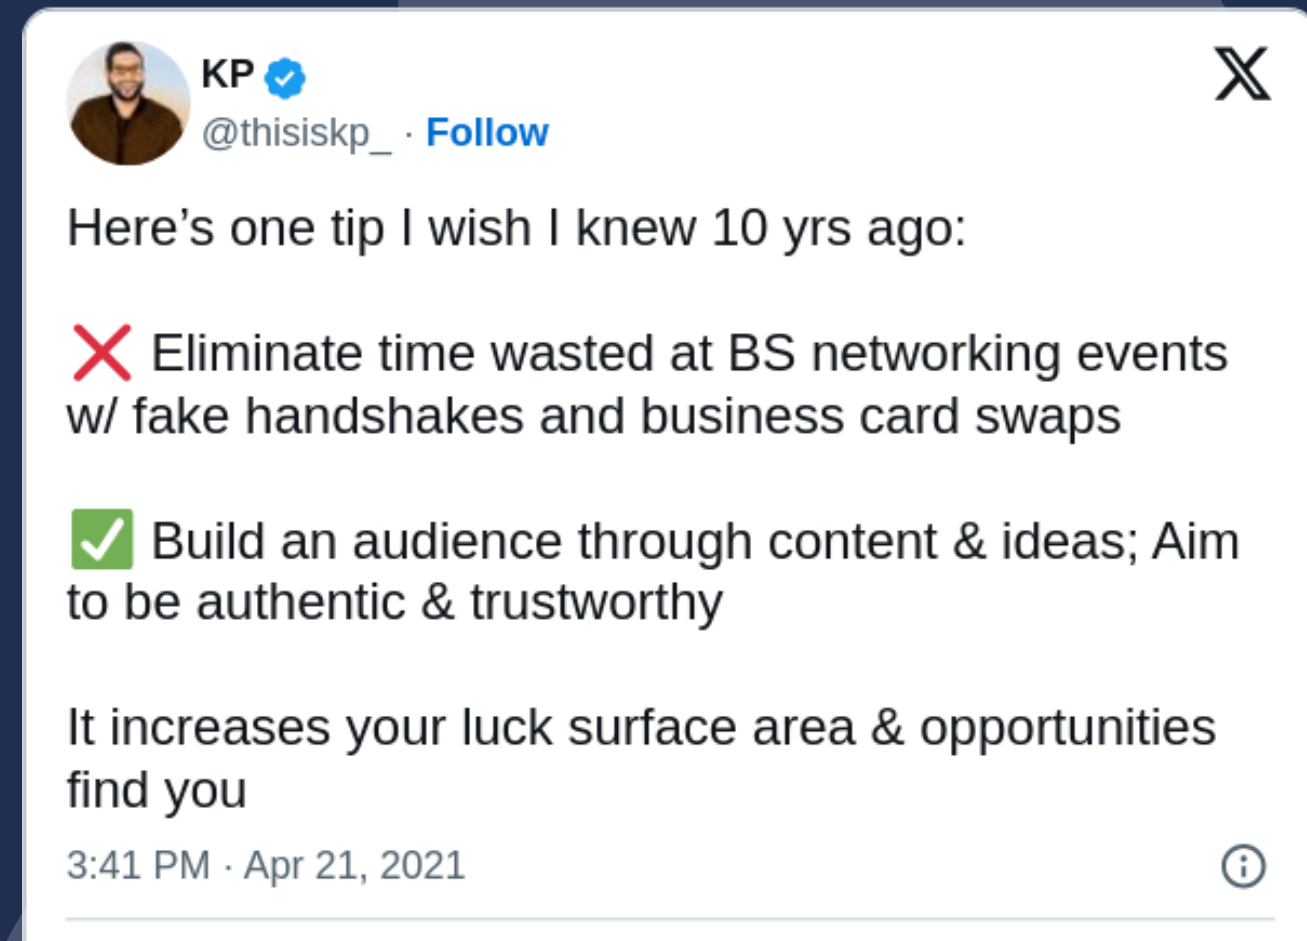 KP
@thisiskp_ · Follow
Here’s one tip I wish I knew 10 yrs ago:
❌ Eliminate time wasted at BS networking events
w/ fake handshakes and business card swaps
✅ Build an audience through content & ideas; Aim
to be authentic & trustworthy
It increases your luck surface area & opportunities
find you
3:41 PM · Apr 21, 2021